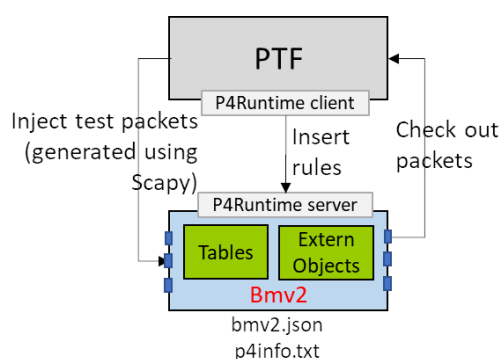 PTF
P4Runtime client
Inject test packets
(generated using
Scapy)
Insert
rules
Check out
packets
P4Runtime server
Tables
Extern
Objects
Bmv2
bmv2.json
p4info.txt